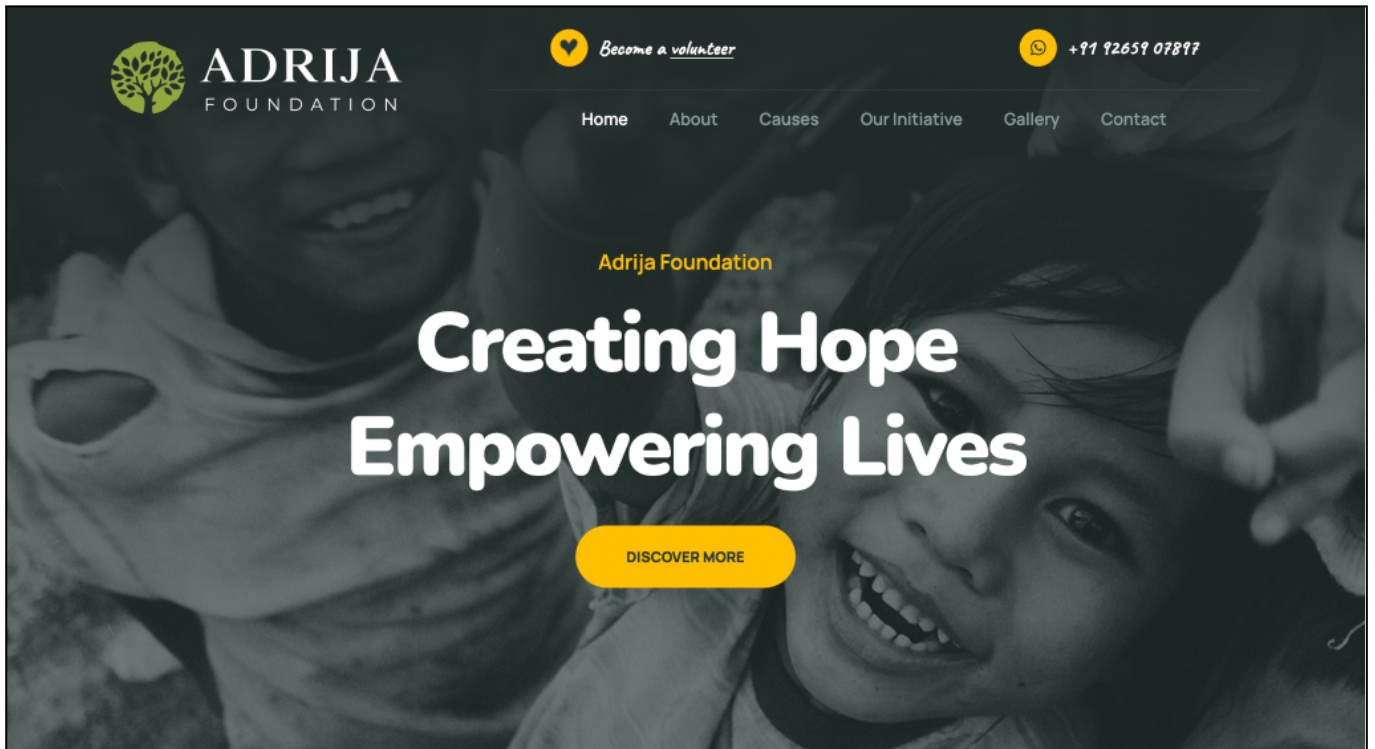 ADRIJA
FOUNDATION
Become a volunteer
+91 92659 07897
Home About Causes Our Initiative Gallery Contact
Adrija Foundation
Creating Hope
Empowering Lives
DISCOVER MORE